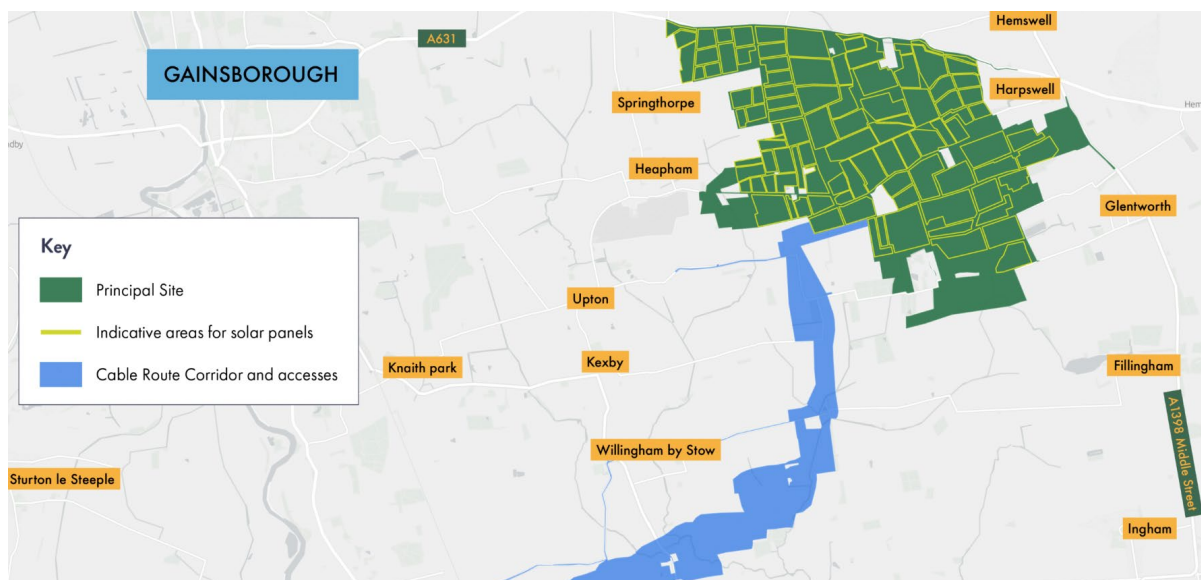 Hemswell
A631
GAINSBOROUGH
Harpswell
Springthorpe
Heapham
Glentworth
Key
Principal Site
Indicative areas for solar panels
Cable Route Corridor and accesses
Upton
Kexby
Knaith park
Fillingham
A1398 Middle Street
Willingham by Stow
Sturton le Steeple
Ingham